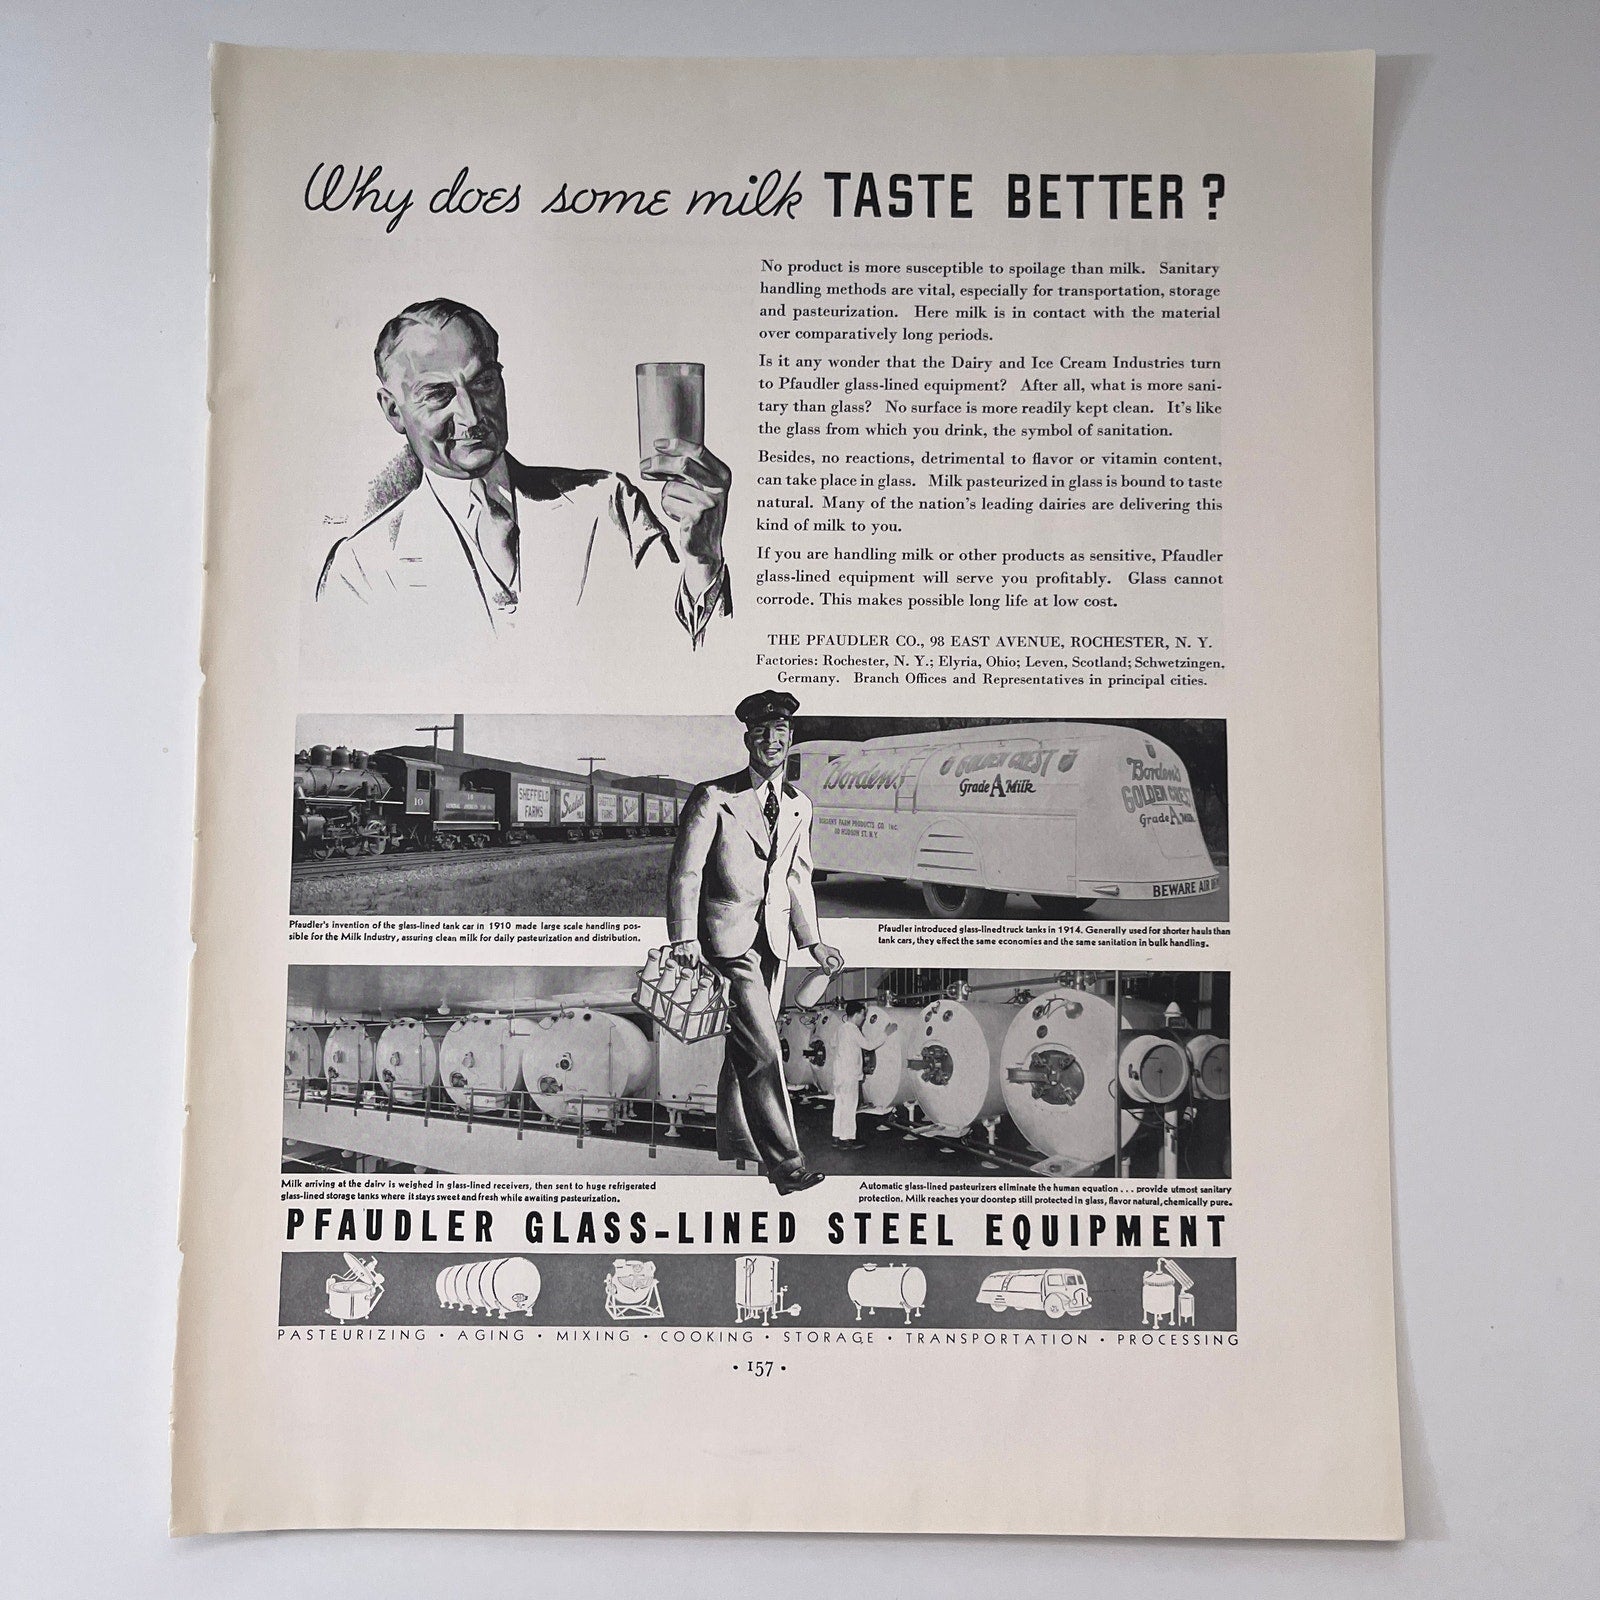 Why does some milk TASTE BETTER?
No product is more susceptible to spoilage than milk. Sanitary
handling methods are vital, especially for transportation, storage
and pasteurization. Here milk is in contact with the material
over comparatively long periods.
Is it any wonder that the Dairy and Ice Cream Industries turn
to Pfaudler glass-lined equipment? After all, what is more sani-
tary than glass? No surface is more readily kept clean. It's like
the glass from which you drink, the symbol of sanitation.
Besides, no reactions, detrimental to flavor or vitamin content,
can take place in glass. Milk pasteurized in glass is bound to taste
natural. Many of the nation's leading dairies are delivering this
kind of milk to you.
If you are handling milk or other products as sensitive, Pfaudler
glass-lined equipment will serve you profitably. Glass cannot
corrode. This makes possible long life at low cost.
THE PFAUDLER CO., 98 EAST AVENUE, ROCHESTER, N. Y.
Factories: Rochester, N. Y.; Elyria, Ohio; Leven, Scotland; Schwetzingen,
Germany. Branch Offices and Representatives in principal cities.
10
SHEFFIELD
FARMS
Sealect
Borden's
GOLDEN CREST
Grade A Milk
BORDENS FARM PRODUCTS CO. INC.
110 HUDSON ST. N.Y.
Borden's
GOLDEN CREST
Grade A Milk
BEWARE AIR
Pfaudler's invention of the glass-lined tank car in 1910 made large scale handling pos-
sible for the Milk Industry, assuring clean milk for daily pasteurization and distribution.
Pfaudler introduced glass-lined truck tanks in 1914. Generally used for shorter hauls than
tank cars, they effect the same economies and the same sanitation in bulk handling.
Milk arriving at the dairy is weighed in glass-lined receivers, then sent to huge refrigerated
glass-lined storage tanks where it stays sweet and fresh while awaiting pasteurization.
Automatic glass-lined pasteurizers eliminate the human equation . . . provide utmost sanitary
protection. Milk reaches your doorstep still protected in glass, flavor natural, chemically pure.
PFAUDLER GLASS-LINED STEEL EQUIPMENT
PASTEURIZING • AGING • MIXING • COOKING • STORAGE • TRANSPORTATION • PROCESSING
• 157 •